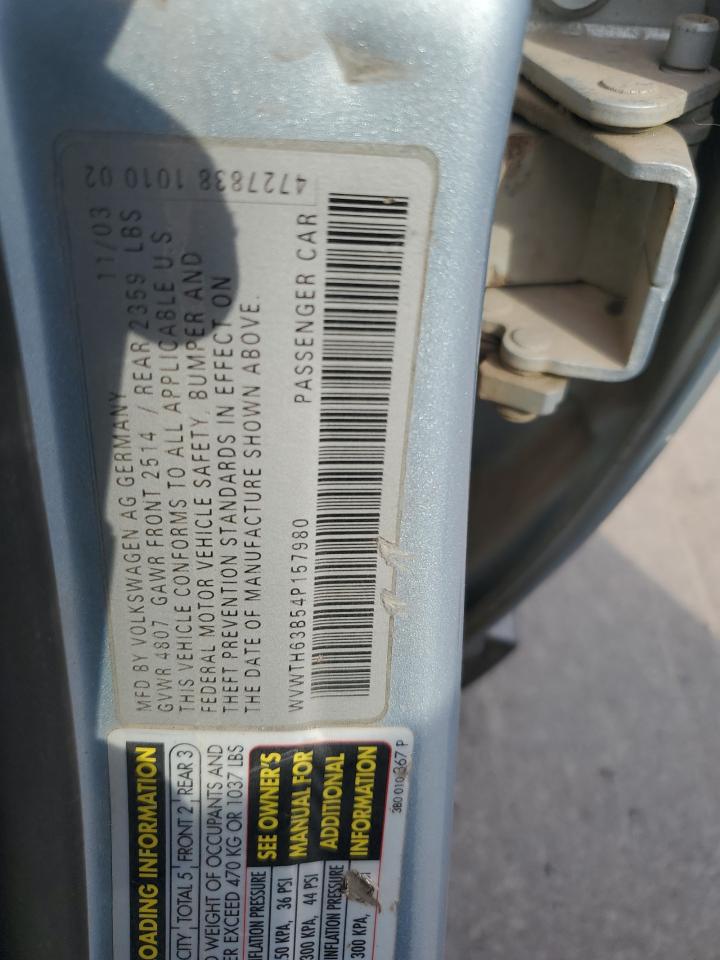 4727838 1010 02
MFD BY VOLKSWAGEN AG GERMANY 11/03
GVWR 4807 GAWR FRONT 2514 / REAR 2359 LBS
THIS VEHICLE CONFORMS TO ALL APPLICABLE U.S
FEDERAL MOTOR VEHICLE SAFETY, BUMPER AND
THEFT PREVENTION STANDARDS IN EFFECT ON
THE DATE OF MANUFACTURE SHOWN ABOVE.
WVWTH63B54P157980 PASSENGER CAR
OADING INFORMATION
CITY TOTAL 5 FRONT 2 REAR 3
WEIGHT OF OCCUPANTS AND
ER EXCEED 470 KG OR 1037 LBS
NFLATION PRESSURE SEE OWNER'S
50 KPA, 36 PSI MANUAL FOR
300 KPA, 44 PSI ADDITIONAL
INFLATION PRESSURE INFORMATION
300 KPA,
3B0 010 367 P